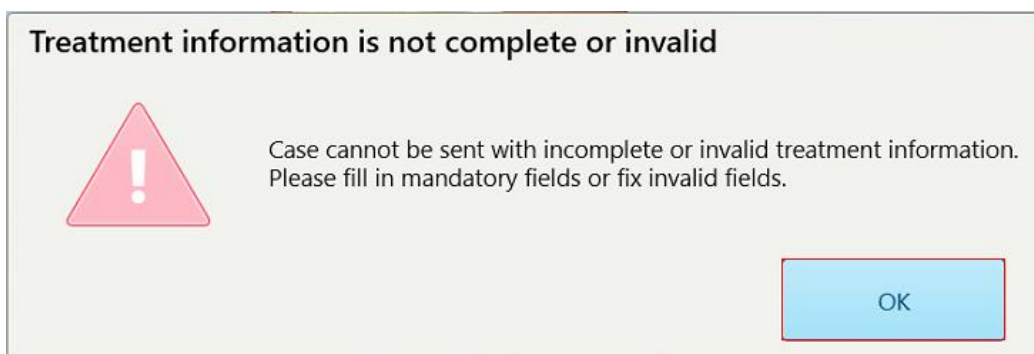 Treatment information is not complete or invalid
Case cannot be sent with incomplete or invalid treatment information.
Please fill in mandatory fields or fix invalid fields.
OK